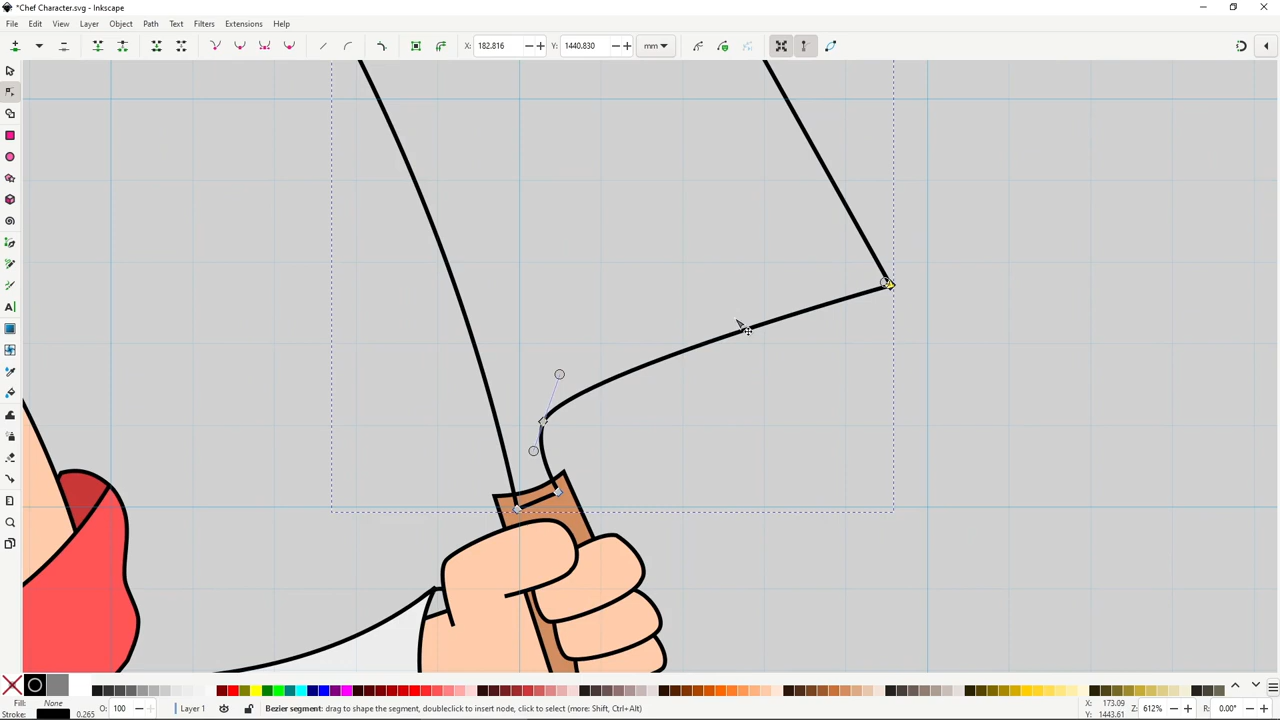 *Chef Character.svg - Inkscape
File Edit View Layer Object Path Text Filters Extensions Help
X: 182.816 Y: 1440.830 mm
Fill: None
Stroke: 0.265
O: 100
Layer 1
Bezier segment: drag to shape the segment, doubleclick to insert node, click to select (more: Shift, Ctrl+Alt)
X: 173.09
Y: 1443.61
Z: 612%
R: 0.00°